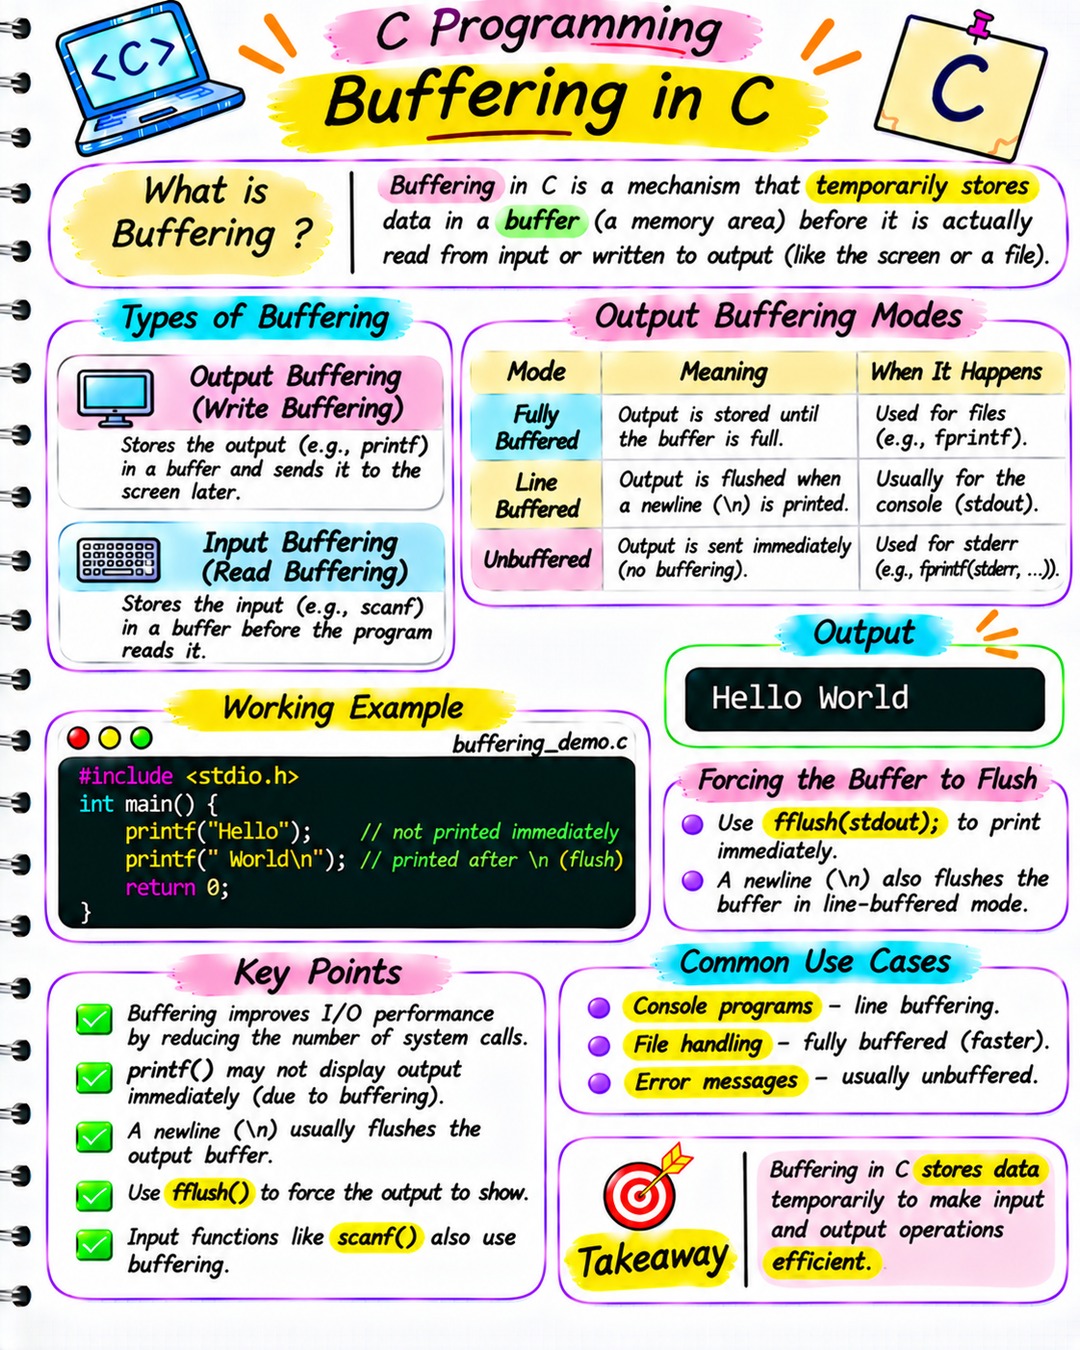 <C>
C Programming
Buffering in C
C
What is
Buffering ?
Buffering in C is a mechanism that temporarily stores
data in a buffer (a memory area) before it is actually
read from input or written to output (like the screen or a file).
Types of Buffering
Output Buffering
(Write Buffering)
Stores the output (e.g., printf)
in a buffer and sends it to the
screen later.
Input Buffering
(Read Buffering)
Stores the input (e.g., scanf)
in a buffer before the program
reads it.
Output Buffering Modes
Mode Meaning When It Happens
Fully
Buffered
Output is stored until
the buffer is full.
Used for files
(e.g., fprintf).
Line
Buffered
Output is flushed when
a newline (\n) is printed.
Usually for the
console (stdout).
Unbuffered
Output is sent immediately
(no buffering).
Used for stderr
(e.g., fprintf(stderr, ...)).
Output
Hello World
Working Example
buffering_demo.c
#include <stdio.h>
int main() {
printf("Hello"); // not printed immediately
printf(" World\n"); // printed after \n (flush)
return 0;
}
Forcing the Buffer to Flush
Use fflush(stdout); to print
immediately.
A newline (\n) also flushes the
buffer in line-buffered mode.
Key Points
Buffering improves I/O performance
by reducing the number of system calls.
printf() may not display output
immediately (due to buffering).
A newline (\n) usually flushes the
output buffer.
Use fflush() to force the output to show.
Input functions like scanf() also use
buffering.
Common Use Cases
Console programs – line buffering.
File handling – fully buffered (faster).
Error messages – usually unbuffered.
Takeaway
Buffering in C stores data
temporarily to make input
and output operations
efficient.